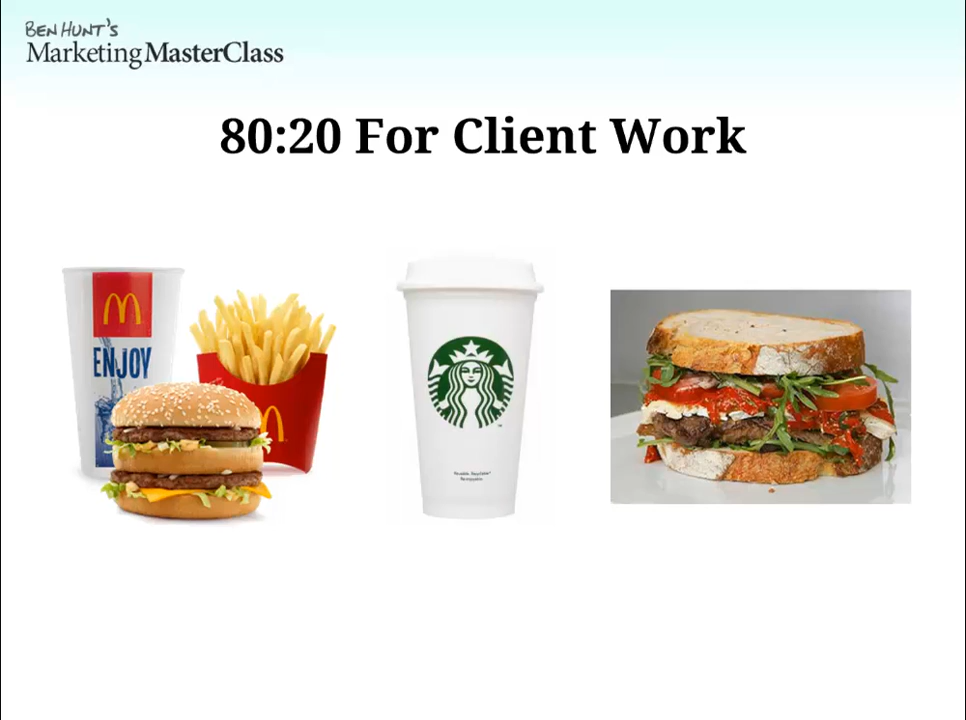 BEN HUNT'S
Marketing MasterClass
80:20 For Client Work
ENJOY